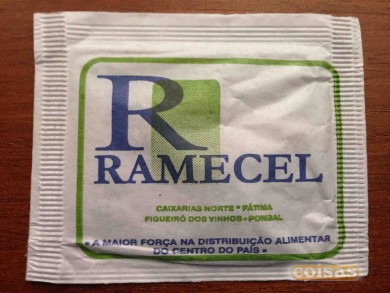 R
RAMECEL
CAIXARIAS NORTE • FÁTIMA
FIGUEIRÓ DOS VINHOS - POMBAL
• A MAIOR FORÇA NA DISTRIBUIÇÃO ALIMENTAR
DO CENTRO DO PAÍS •
coisas